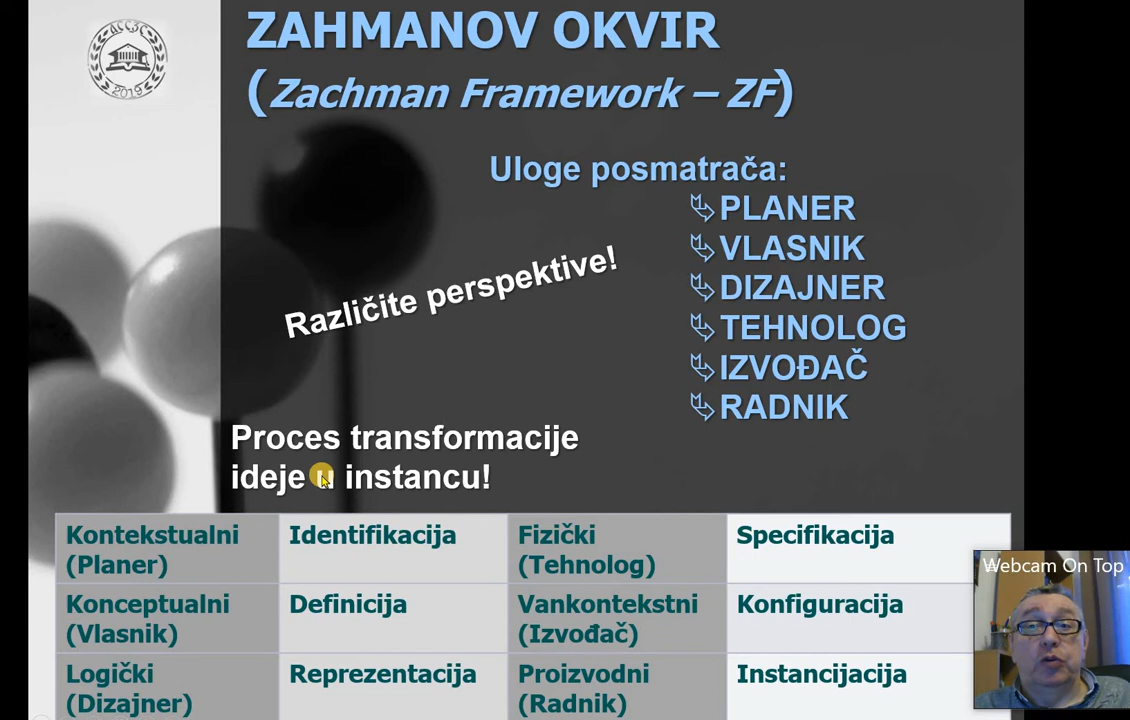 ZAHMANOV OKVIR
(Zachman Framework – ZF)
Uloge posmatrača:
PLANER
VLASNIK
DIZAJNER
TEHNOLOG
IZVOĐAČ
RADNIK
Različite perspektive!
Proces transformacije
ideje u instancu!
Kontekstualni
(Planer)
Identifikacija
Fizički
(Tehnolog)
Specifikacija
Konceptualni
(Vlasnik)
Definicija
Vankontekstni
(Izvođač)
Konfiguracija
Logički
(Dizajner)
Reprezentacija
Proizvodni
(Radnik)
Instancijacija
Webcam On Top
2019